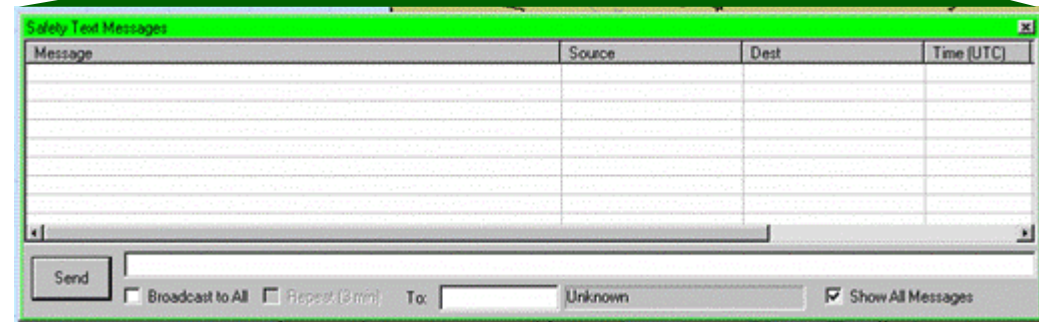 Safety Text Messages
Message Source Dest Time (UTC)
Send
Broadcast to All Repeat (3 min) To: Unknown Show All Messages